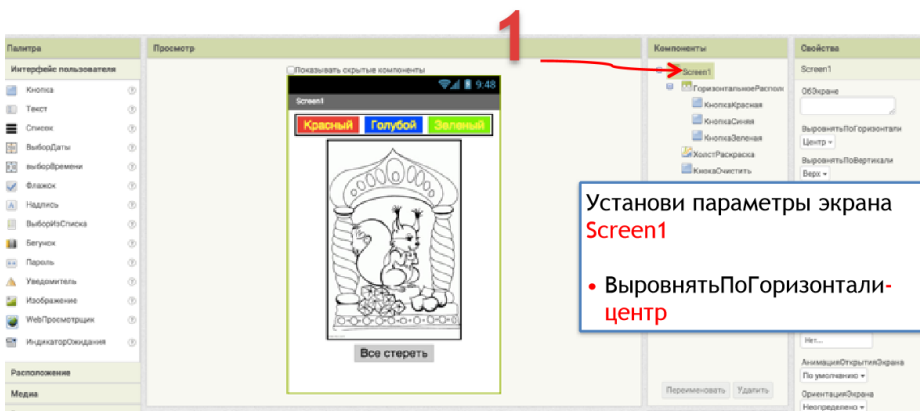 1
Палитра
Просмотр
Компоненты
Свойства
Интерфейс пользователя
Кнопка
Текст
Список
ВыборДаты
выборВремени
Флажок
Надпись
ВыборИзСписка
Бегунок
Пароль
Уведомитель
Изображение
WebПросмотрщик
ИндикаторОжидания
Расположение
Медиа
Показывать скрытые компоненты
9:48
Screen1
Красный
Голубой
Зеленый
Все стереть
Screen1
ГоризонтальноеРасполо
КнопкаКрасная
КнопкаСиняя
КнопкаЗеленая
ХолстРаскраска
КнопкаОчистить
Переименовать Удалить
Screen1
ОбЭкране
ВыровнятьПоГоризонтали
Центр
ВыровнятьПоВертикали
Верх
Установи параметры экрана
Screen1
• ВыровнятьПоГоризонтали-
центр
Нет...
АнимацияОткрытияЭкрана
По умолчанию
ОриентацияЭкрана
Неопределено